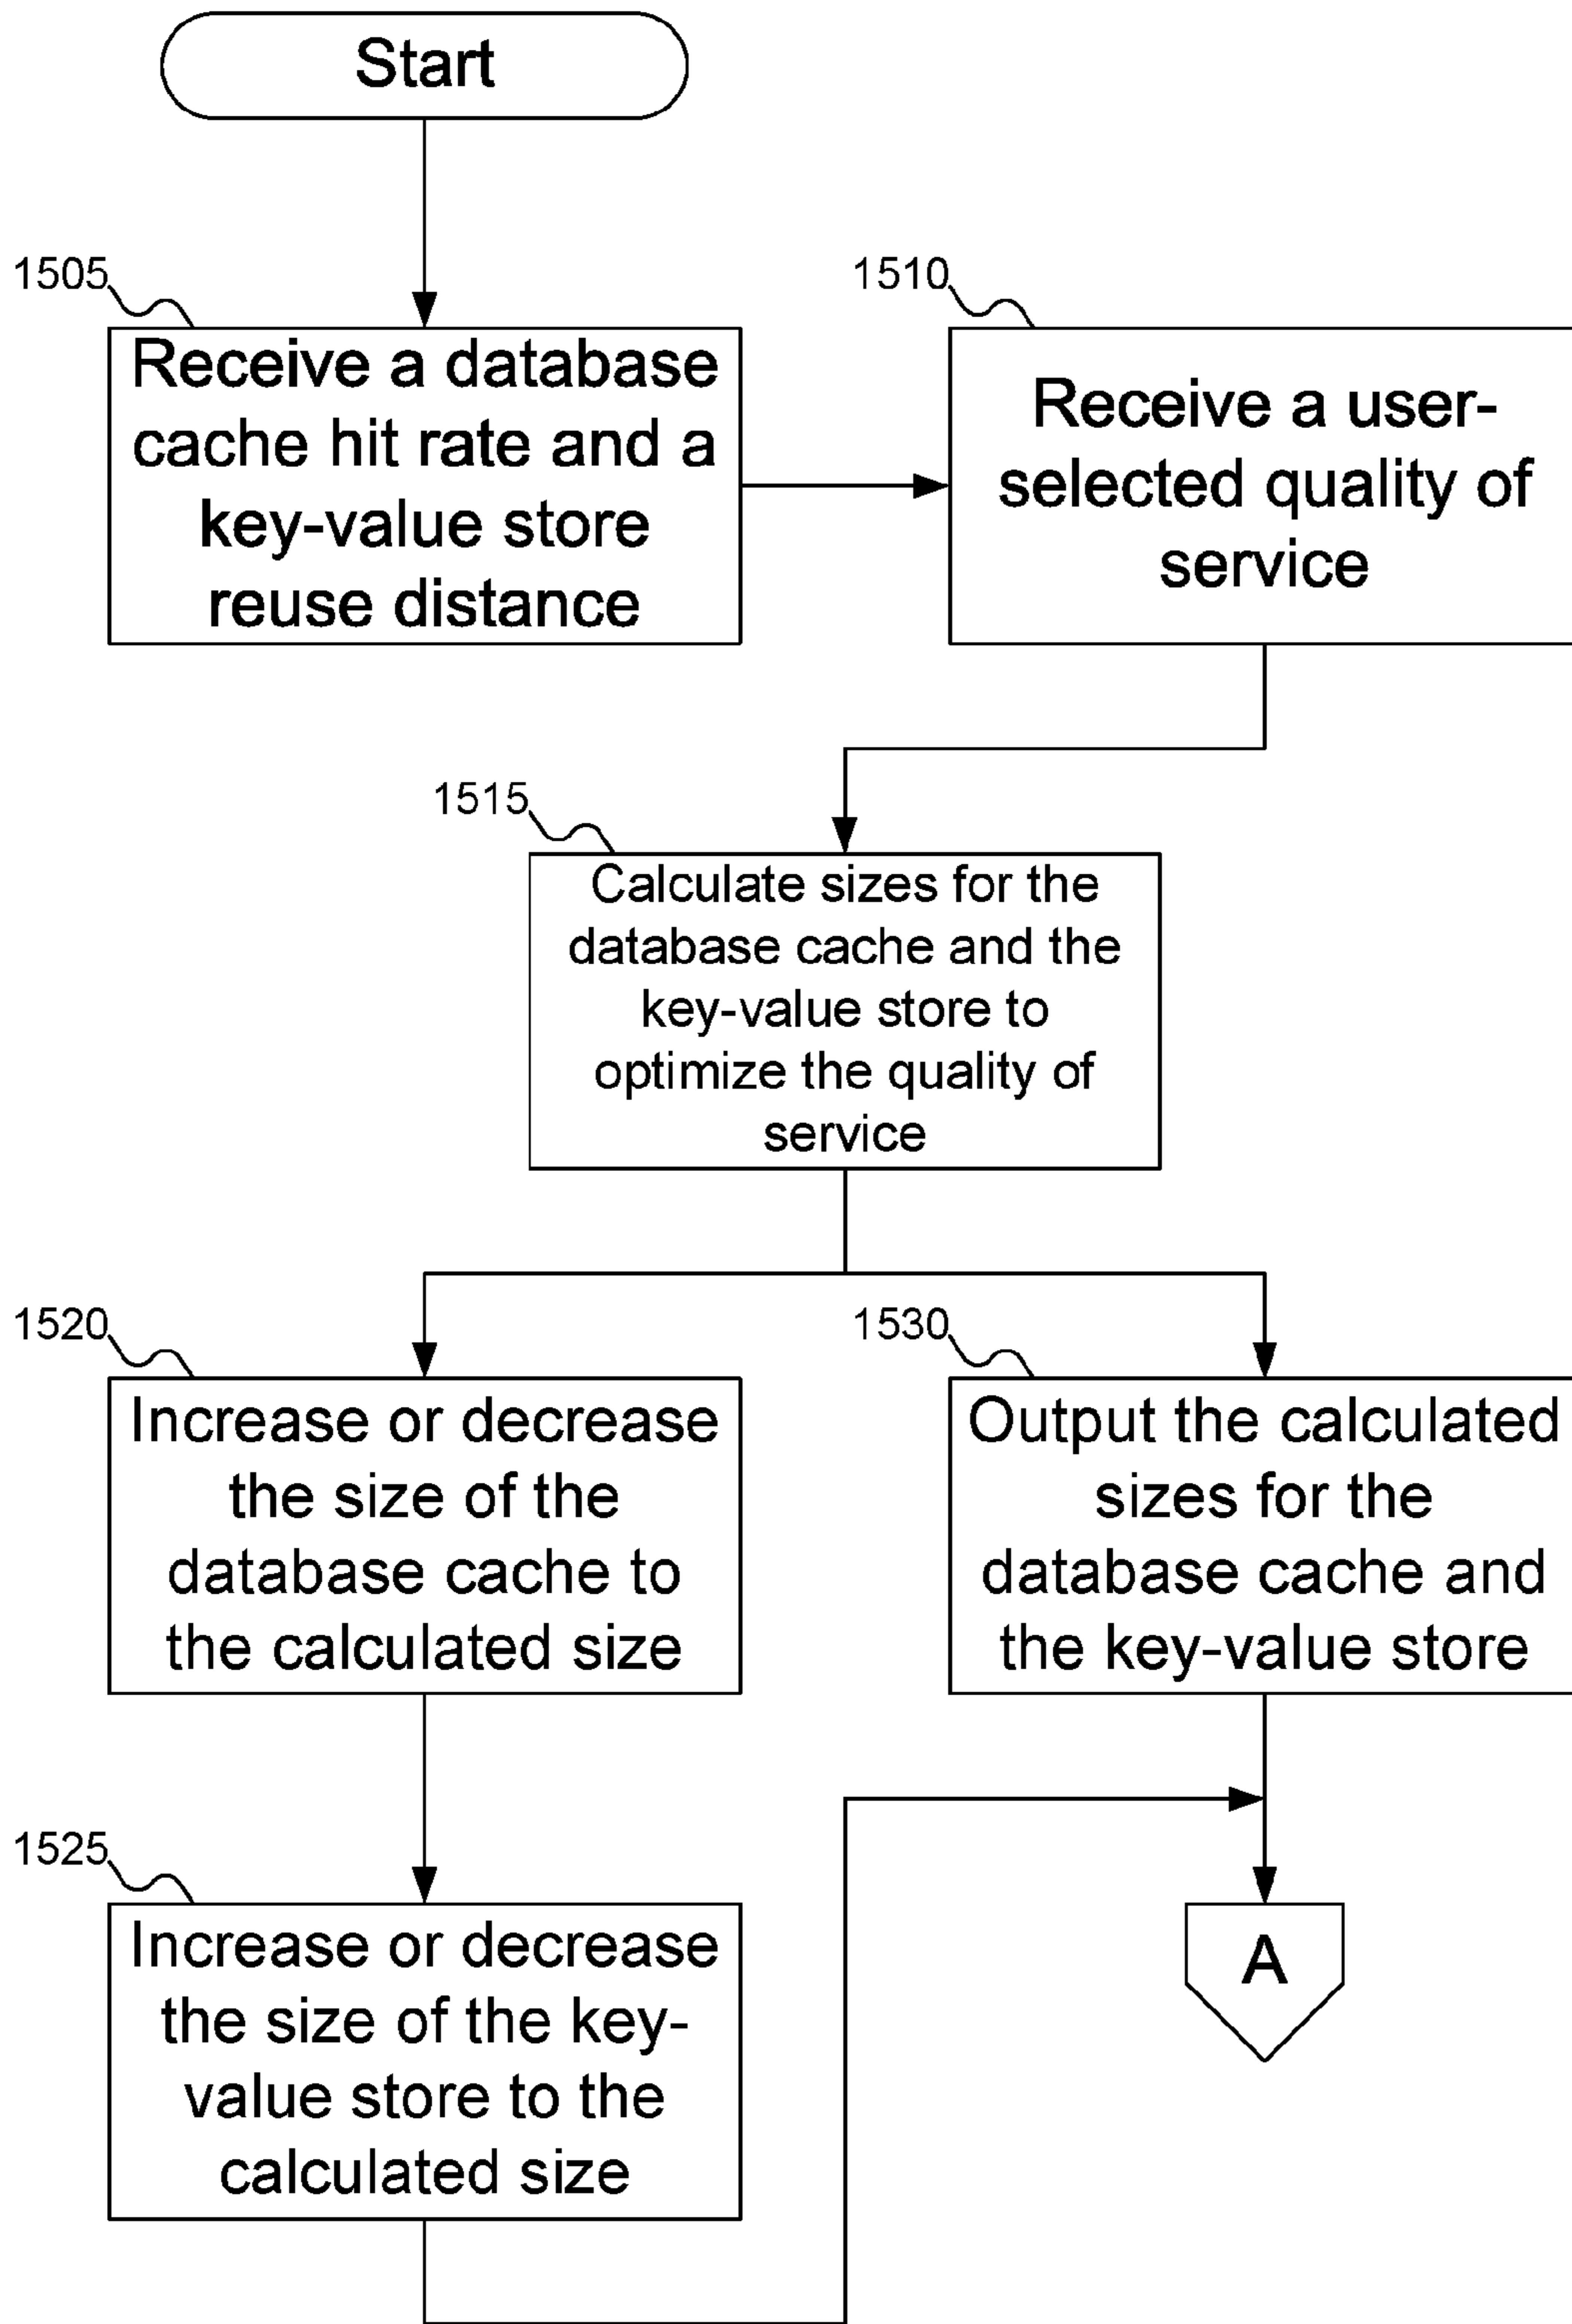 Start
1505
Receive a database
cache hit rate and a
key-value store
reuse distance
1510
Receive a user-
selected quality of
service
1515
Calculate sizes for the
database cache and the
key-value store to
optimize the quality of
service
1520
Increase or decrease
the size of the
database cache to
the calculated size
1530
Output the calculated
sizes for the
database cache and
the key-value store
1525
Increase or decrease
the size of the key-
value store to the
calculated size
A